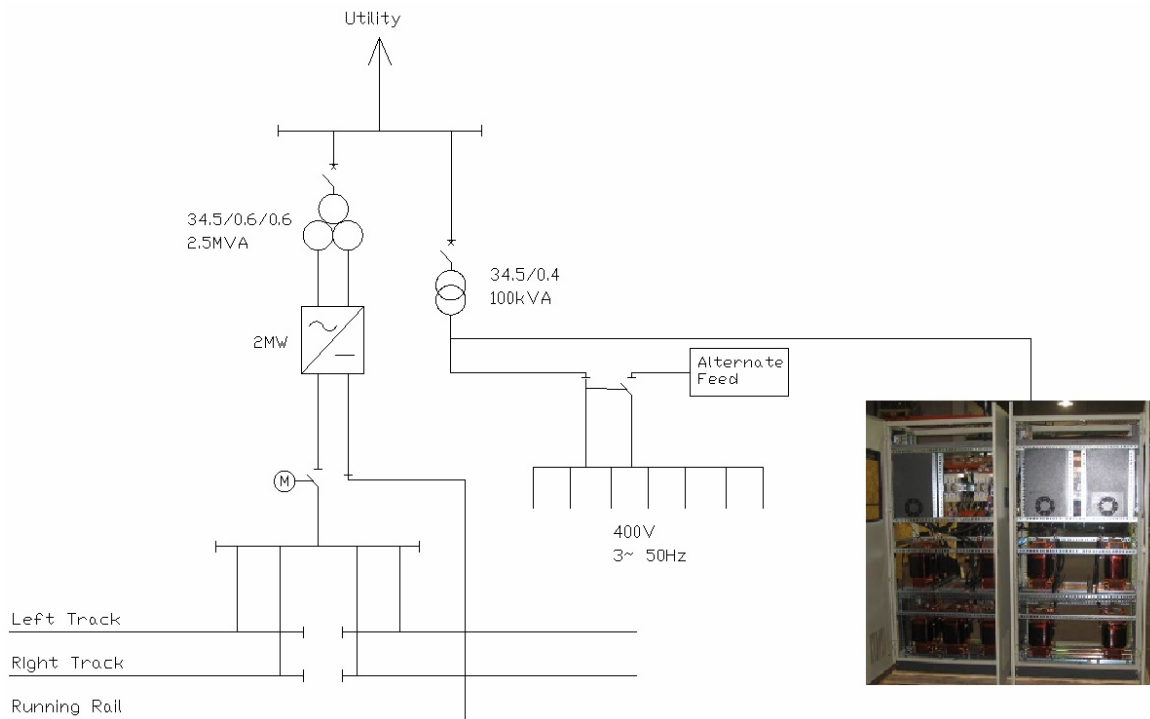 Utility
34.5/0.6/0.6
2.5MVA
34.5/0.4
100kVA
2MW
Alternate
Feed
M
400V
3~ 50Hz
Left Track
Right Track
Running Rail